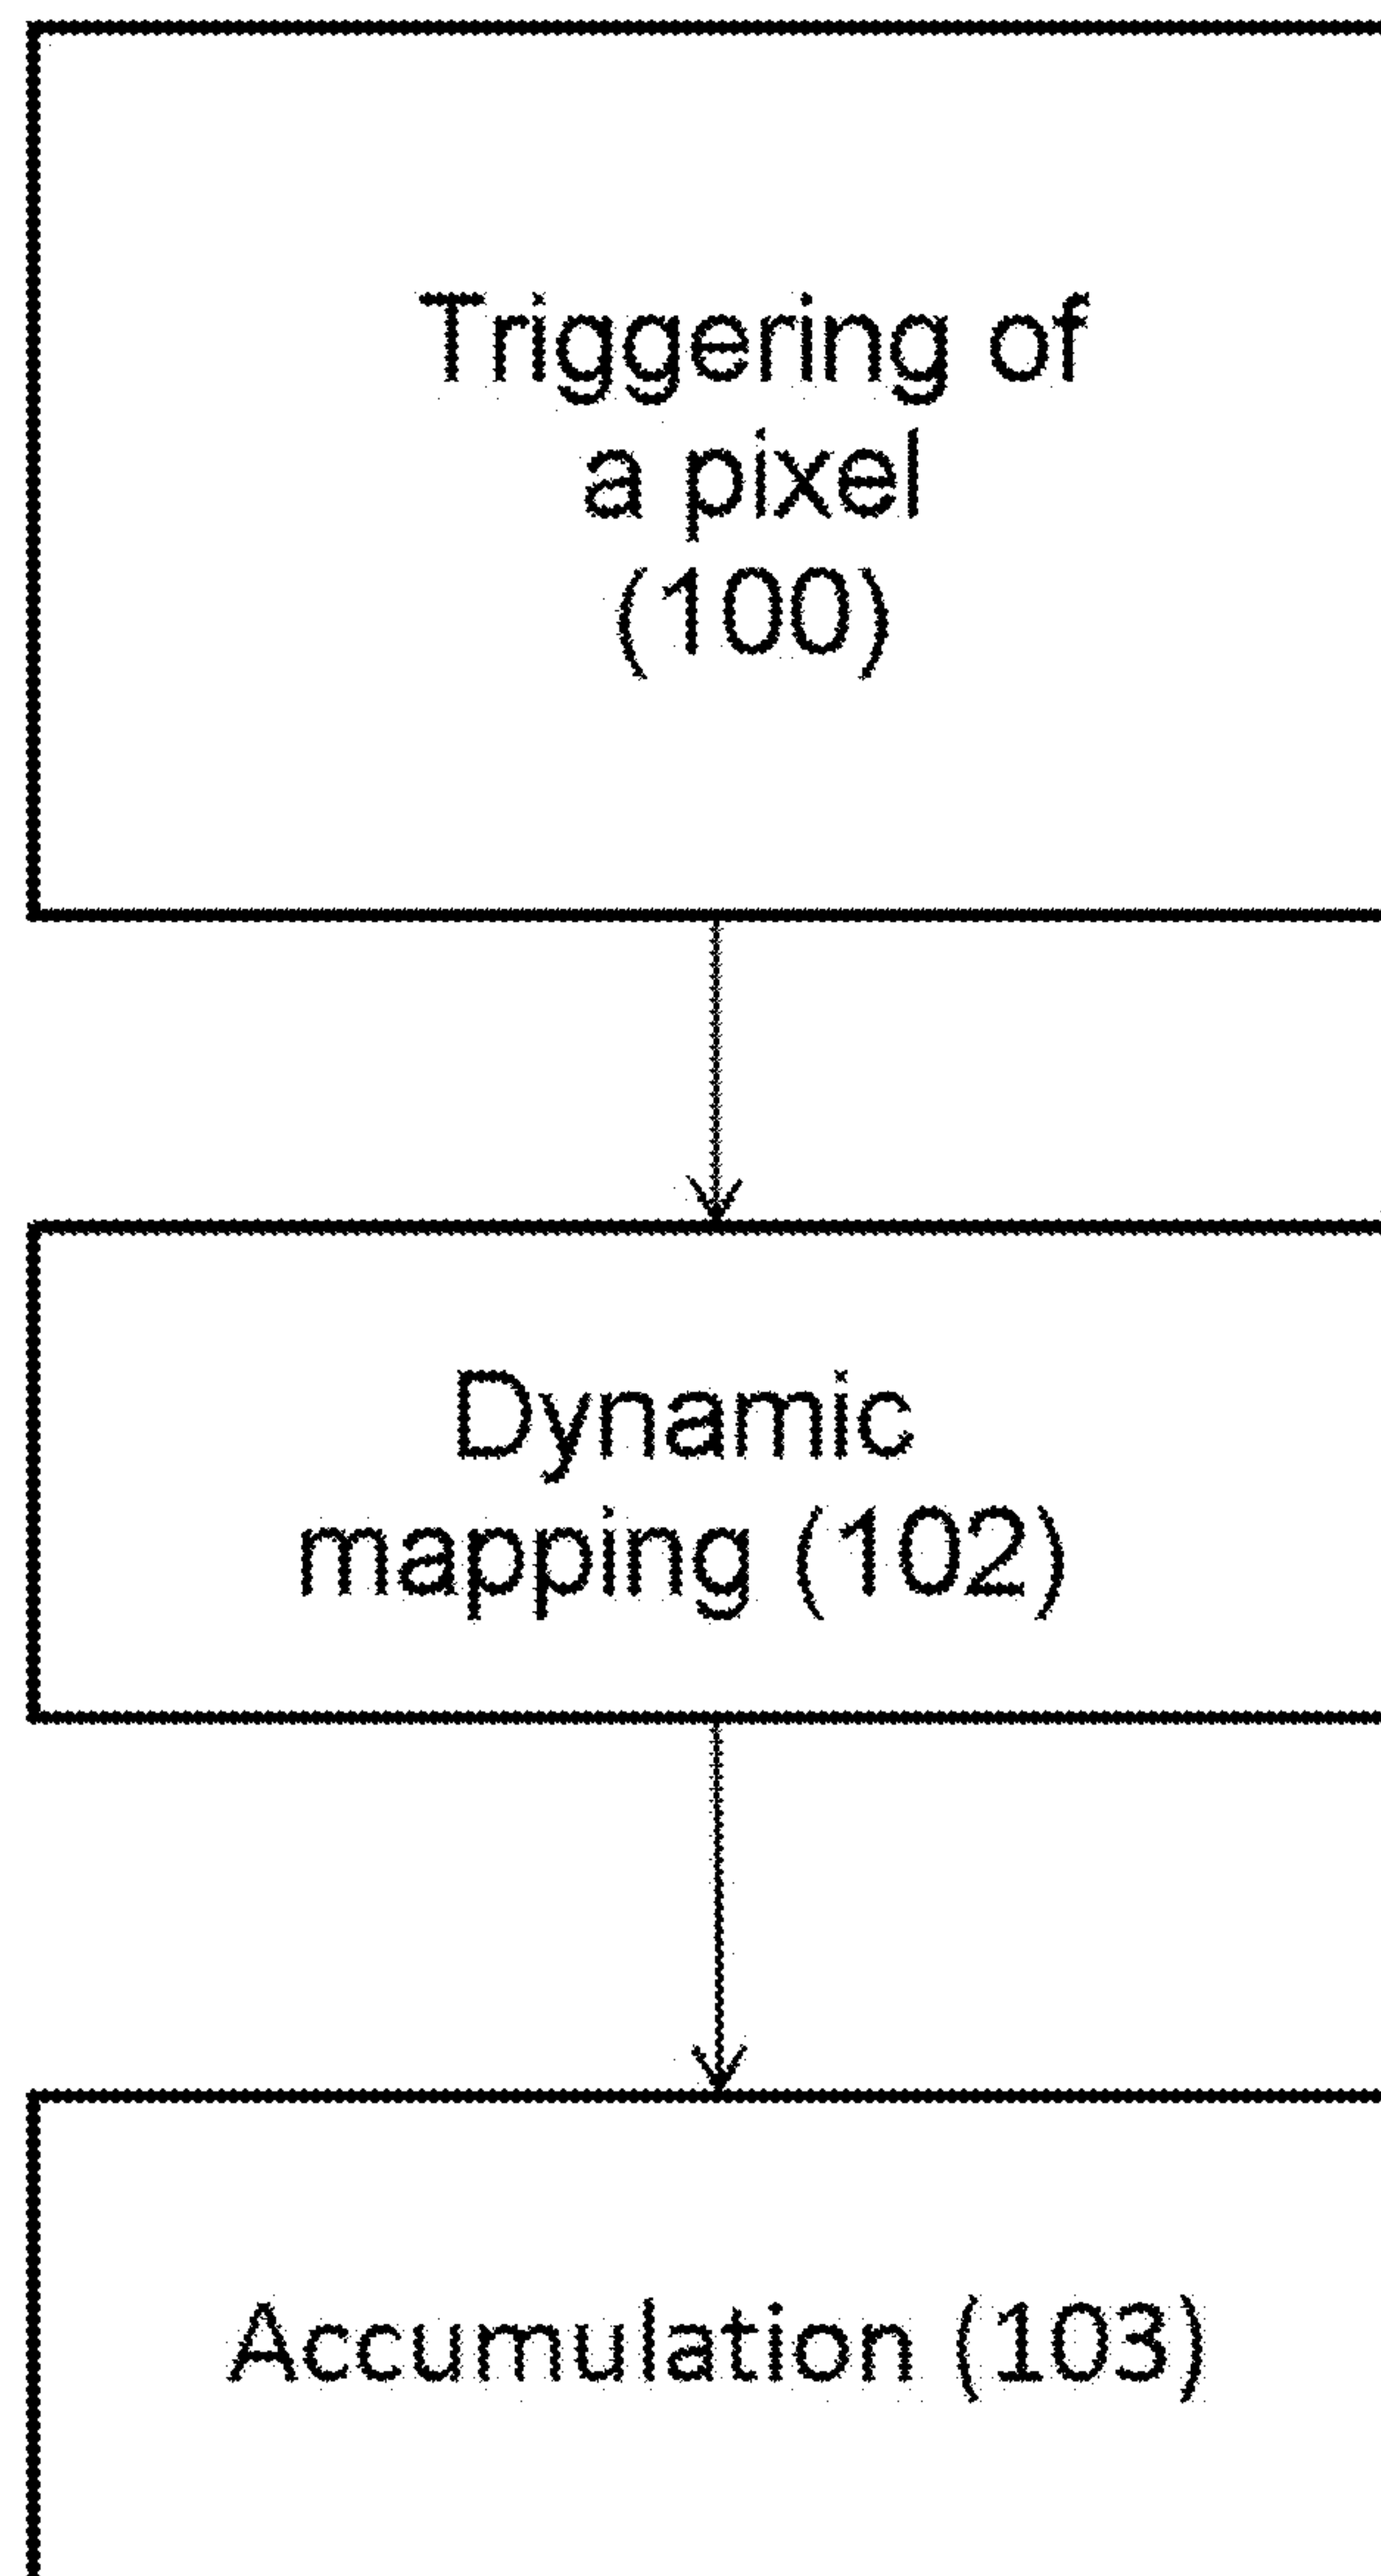 Triggering of
a pixel
(100)
Dynamic
mapping (102)
Accumulation (103)